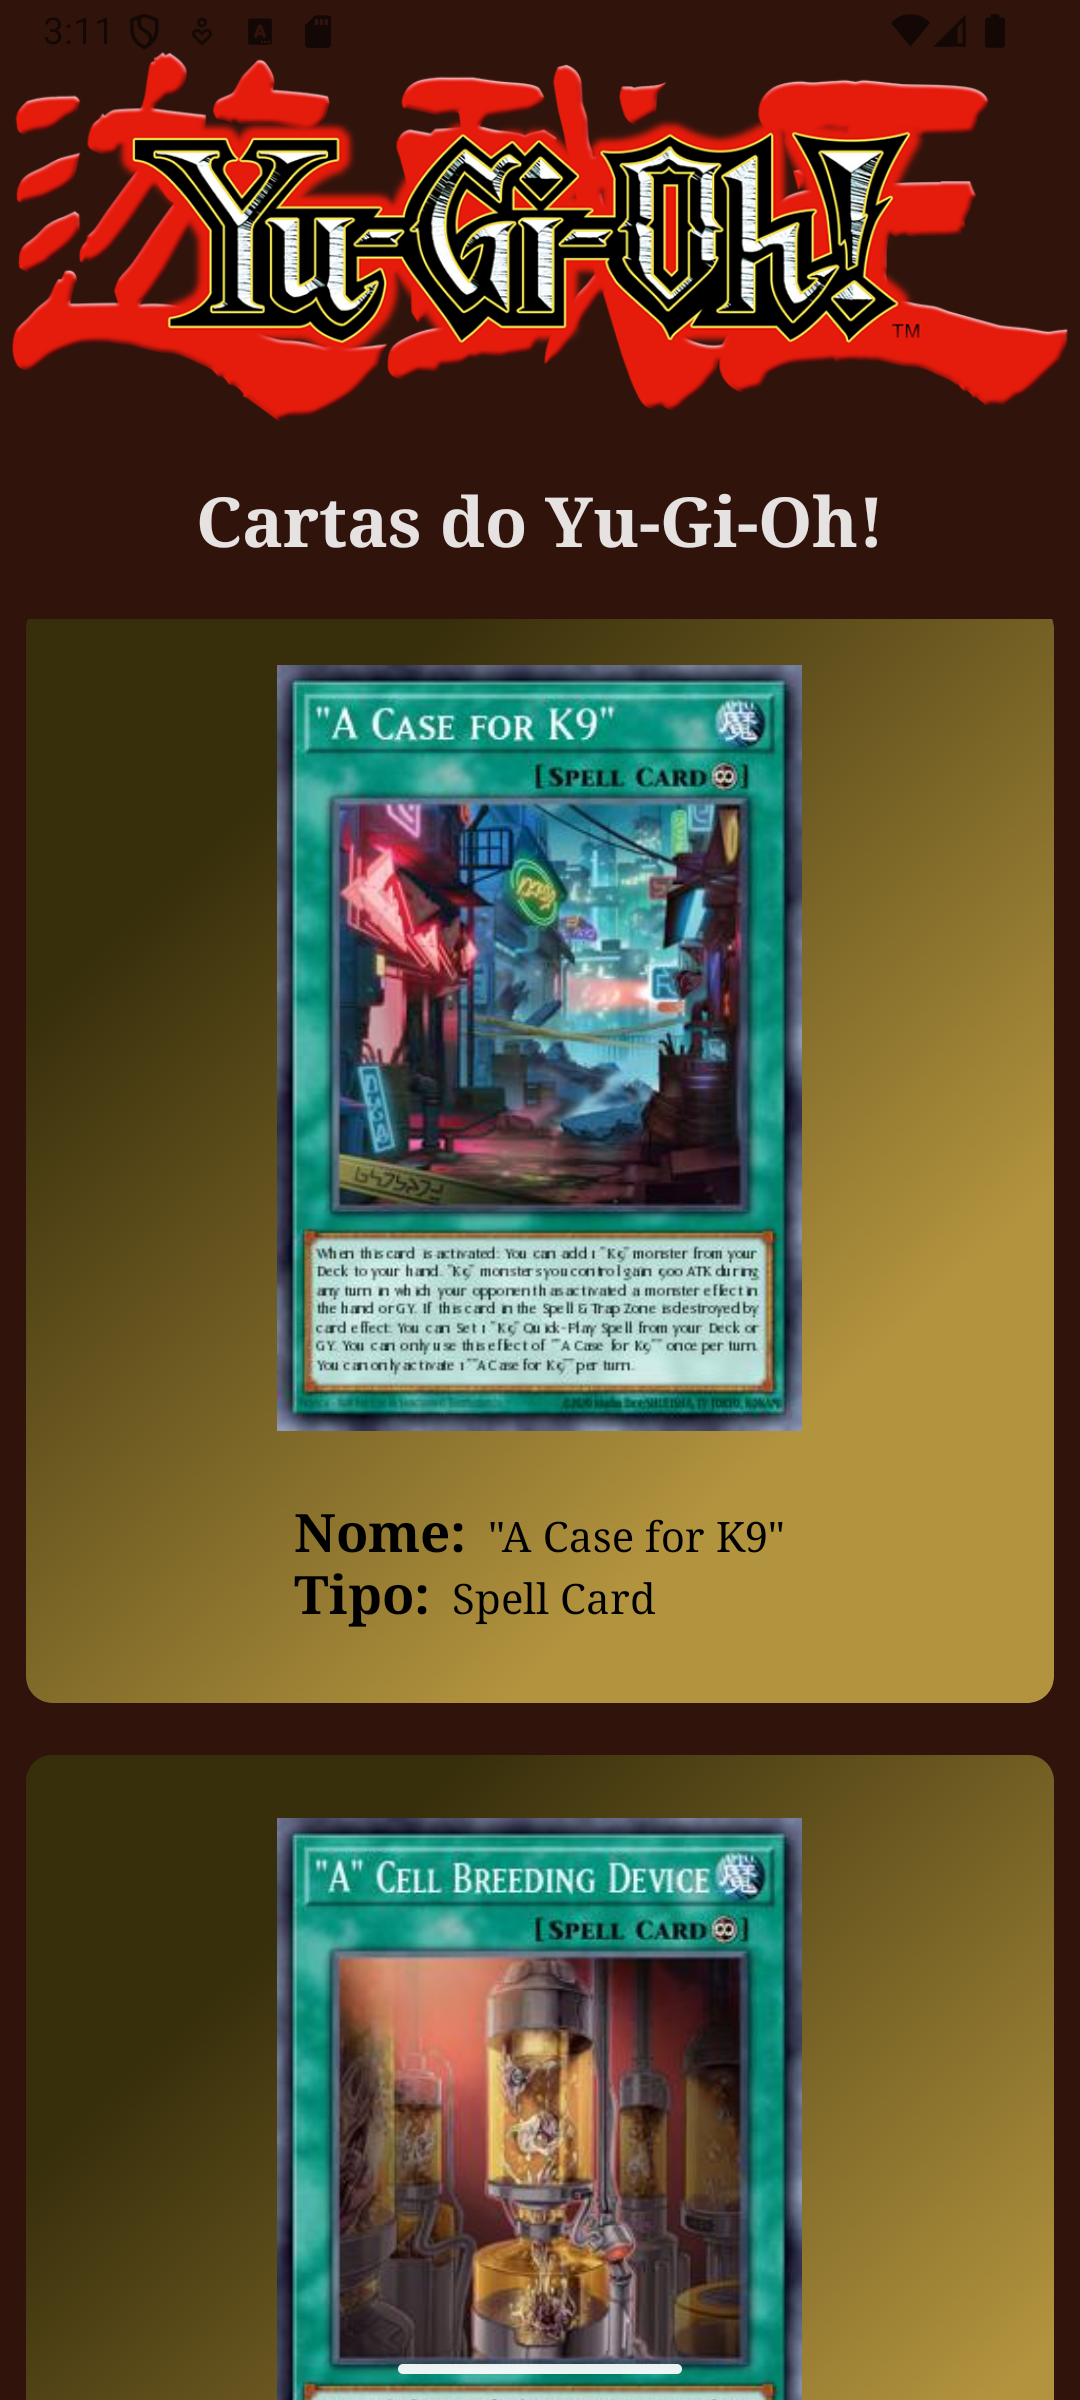 3:11
遊戯王
Yu-Gi-Oh!
TM
Cartas do Yu-Gi-Oh!
"A Case for K9"
魔
[Spell Card]
When this card is activated: You can add 1 "K9" monster from your
Deck to your hand. "K9" monsters you control gain 900 ATK during
any turn in which your opponent has activated a monster effect in
the hand or GY. If this card in the Spell & Trap Zone is destroyed by
card effect: You can Set 1 "K9" Quick-Play Spell from your Deck or
GY. You can only use this effect of ""A Case for K9"" once per turn.
You can only activate 1 ""A Case for K9"" per turn.
Nome: "A Case for K9"
Tipo: Spell Card
"A" Cell Breeding Device
魔
[Spell Card]